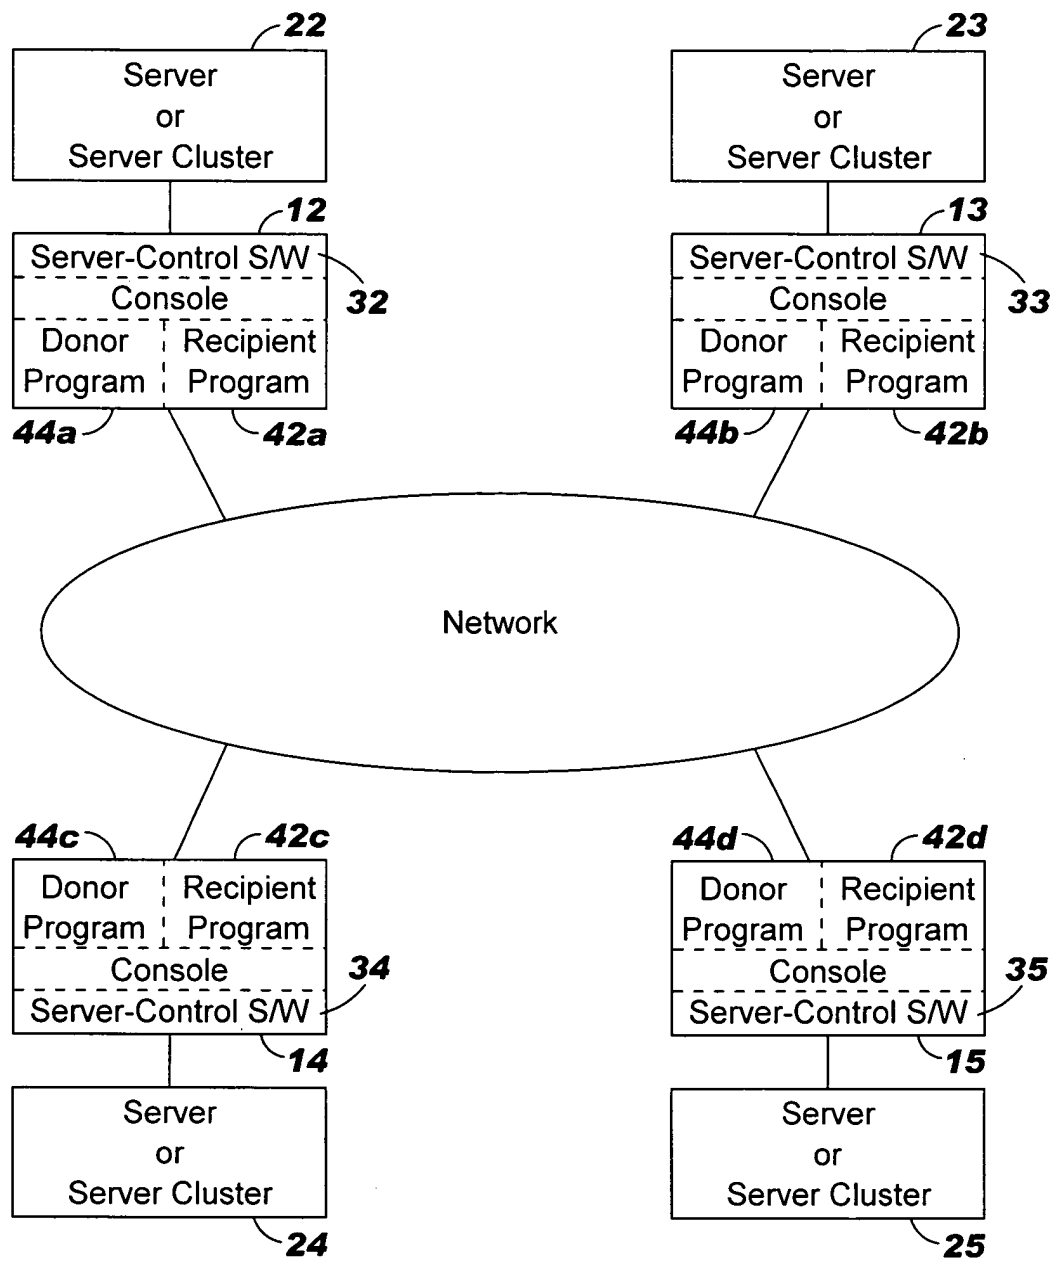 22
Server
or
Server Cluster
12
Server-Control S/W
32
Console
Donor
Program
Recipient
Program
44a
42a
23
Server
or
Server Cluster
13
Server-Control S/W
33
Console
Donor
Program
Recipient
Program
44b
42b
Network
44c
42c
Donor
Program
Recipient
Program
Console
34
Server-Control S/W
14
Server
or
Server Cluster
24
44d
42d
Donor
Program
Recipient
Program
Console
35
Server-Control S/W
15
Server
or
Server Cluster
25